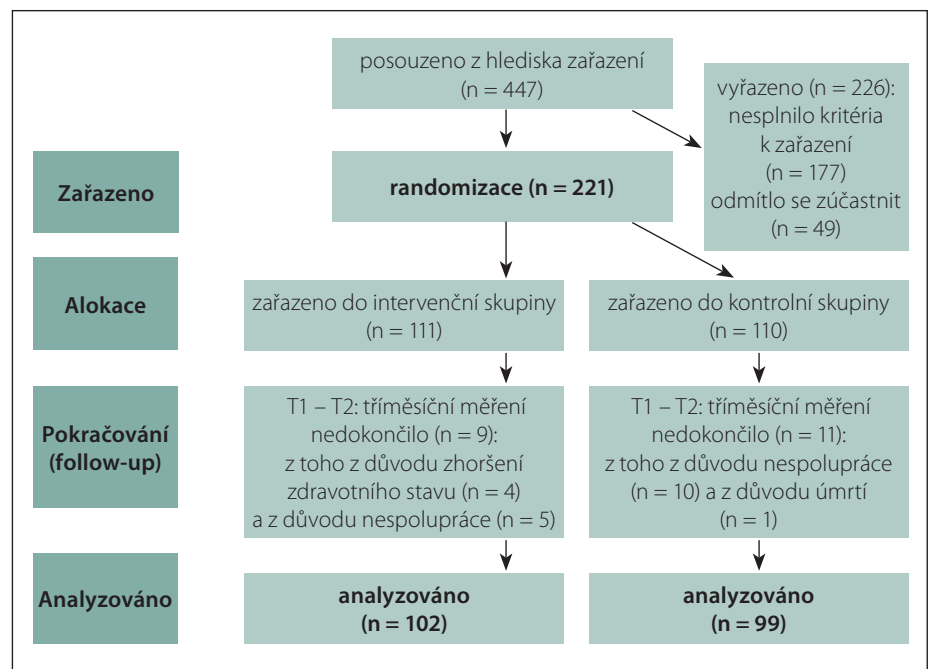 posouzeno z hlediska zařazení
(n = 447)
vyřazeno (n = 226):
nesplnilo kritéria
k zařazení
(n = 177)
odmítlo se zúčastnit
(n = 49)
Zařazeno
randomizace (n = 221)
Alokace
zařazeno do intervenční skupiny
(n = 111)
zařazeno do kontrolní skupiny
(n = 110)
Pokračování
(follow-up)
T1 – T2: tříměsíční měření
nedokončilo (n = 9):
z toho z důvodu zhoršení
zdravotního stavu (n = 4)
a z důvodu nespolupráce (n = 5)
T1 – T2: tříměsíční měření
nedokončilo (n = 11):
z toho z důvodu nespolupráce
(n = 10) a z důvodu úmrtí
(n = 1)
Analyzováno
analyzováno
(n = 102)
analyzováno
(n = 99)